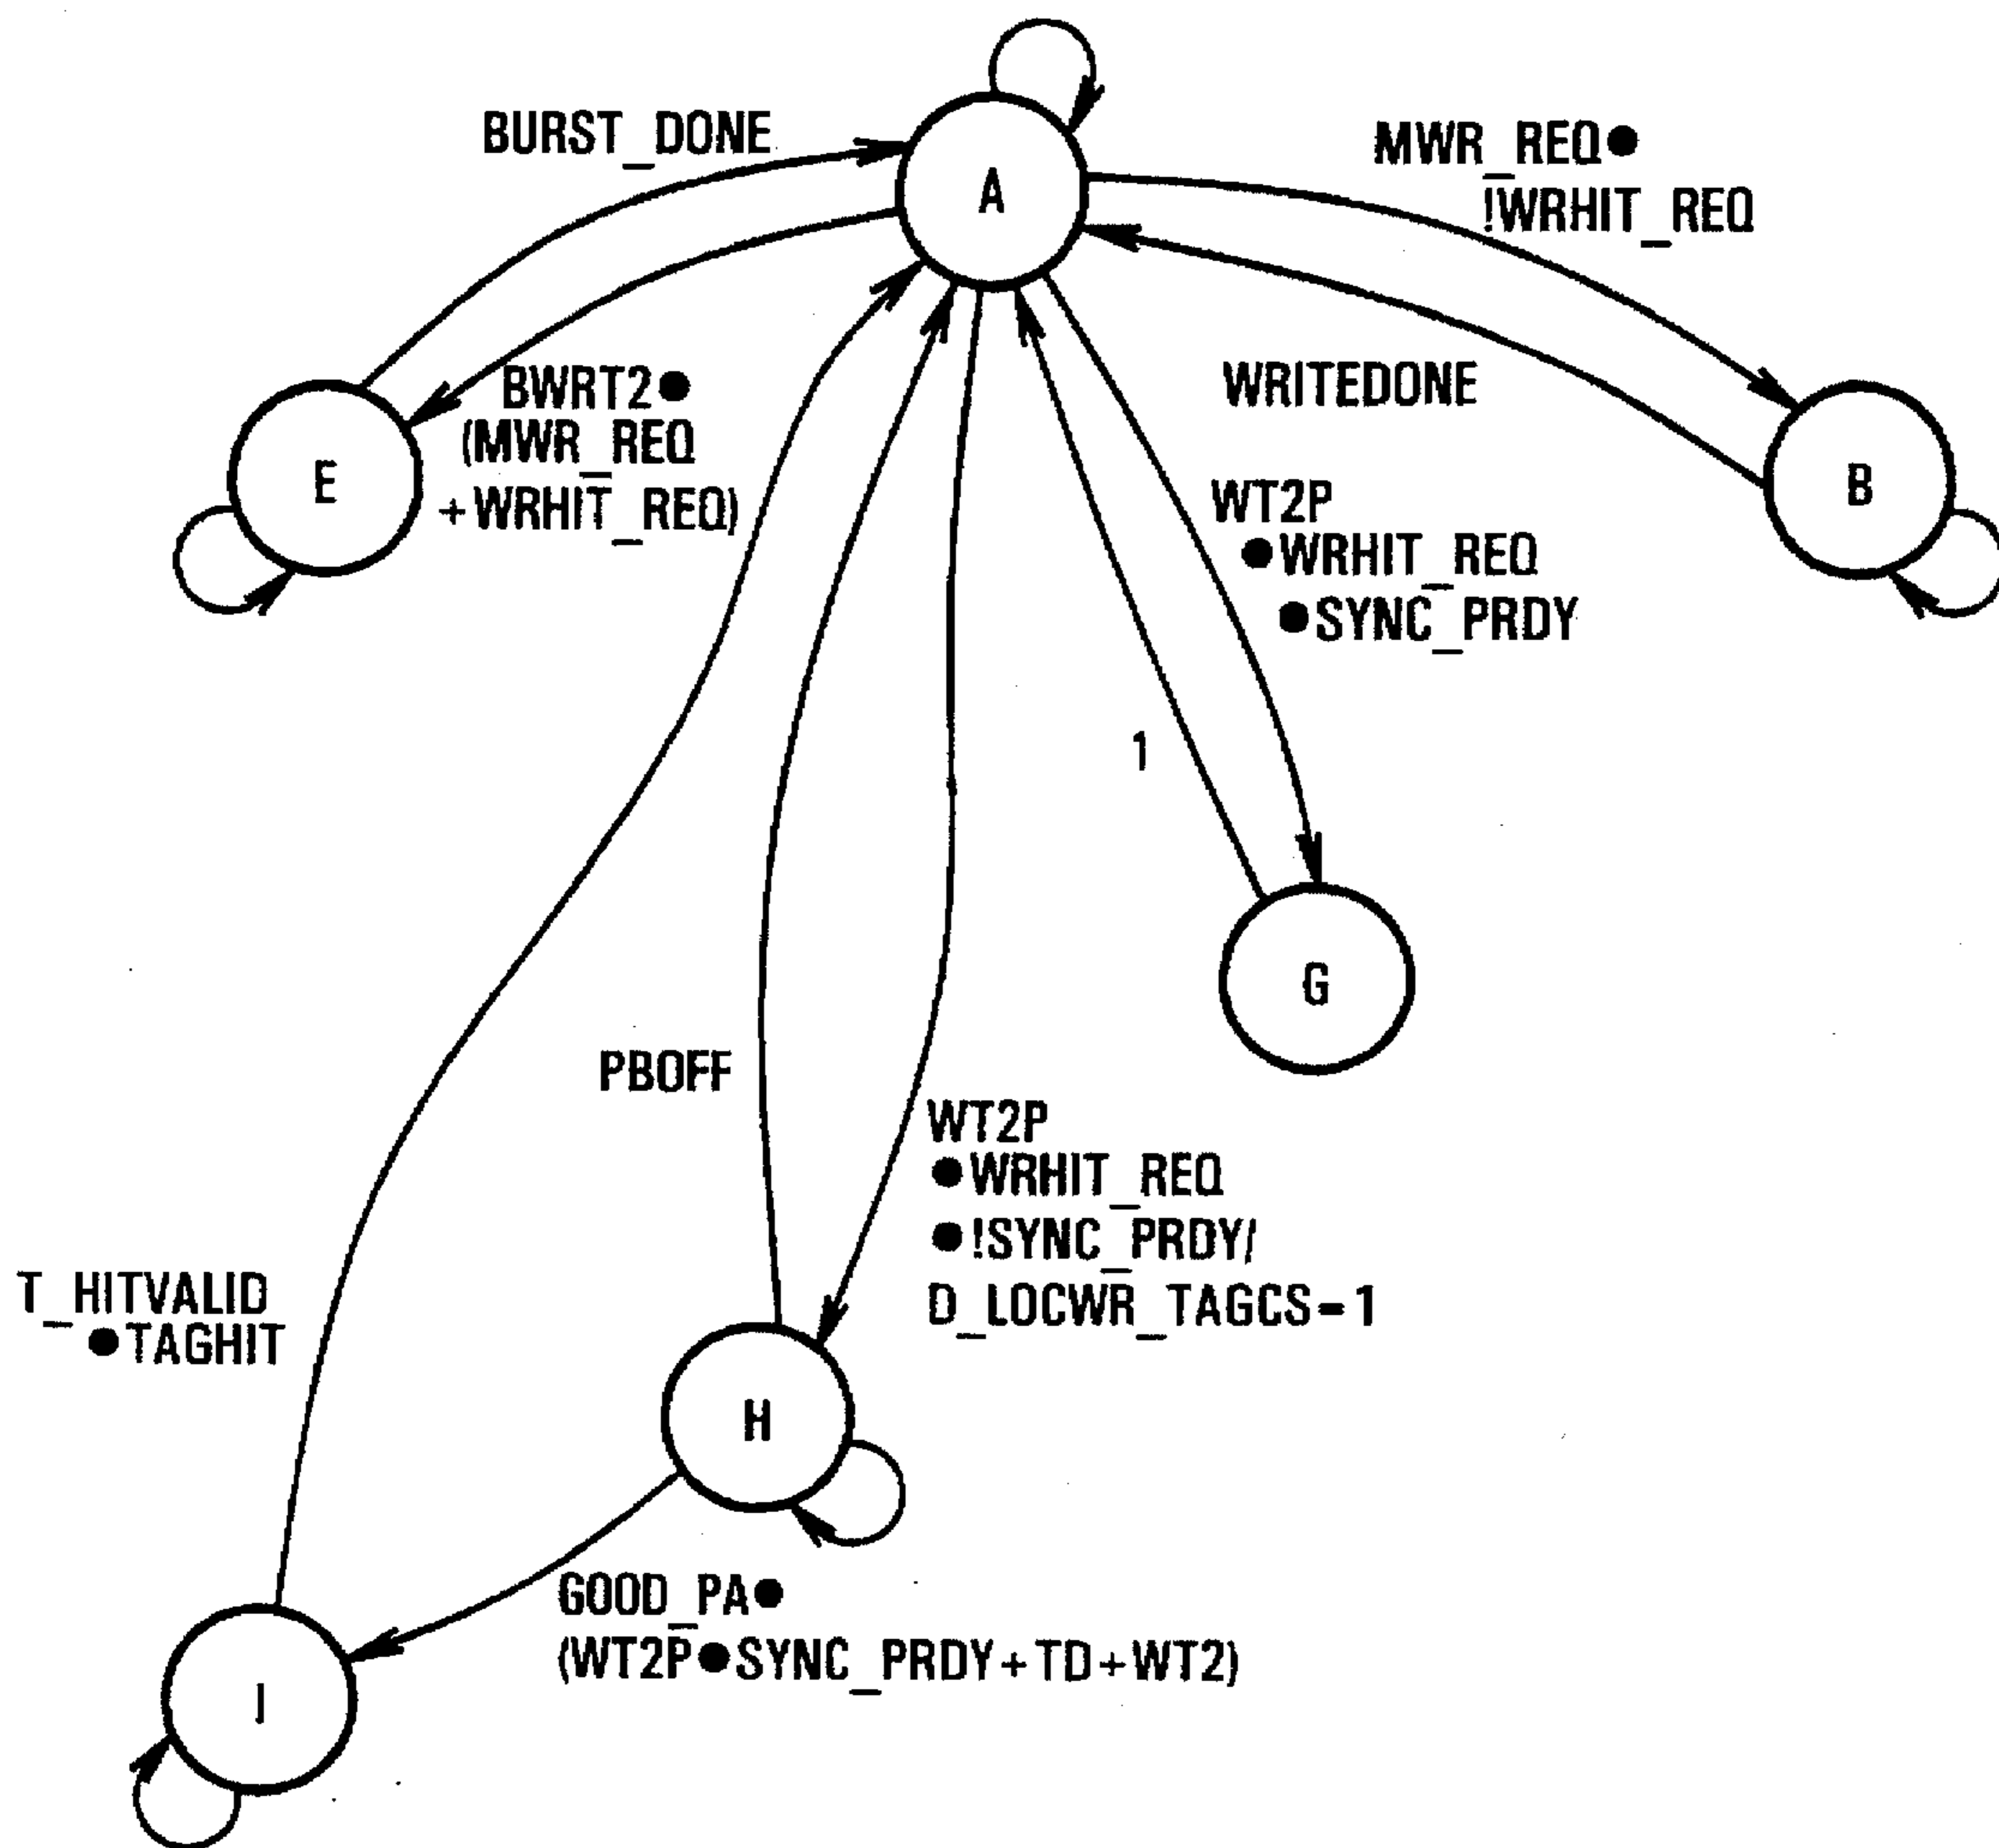 BURST_DONE
A
MWR_REQ●
!WRHIT_REQ
E
BWRT2●
(MWR_REQ
+WRHIT_REQ)
WRITEDONE
B
WT2P
●WRHIT_REQ
●SYNC_PRDY
1
G
PBOFF
WT2P
●WRHIT_REQ
●!SYNC_PRDY/
D_LOCWR_TAGCS=1
T_HITVALID
●TAGHIT
H
GOOD_PA●
(WT2P●SYNC_PRDY+TD+WT2)
I